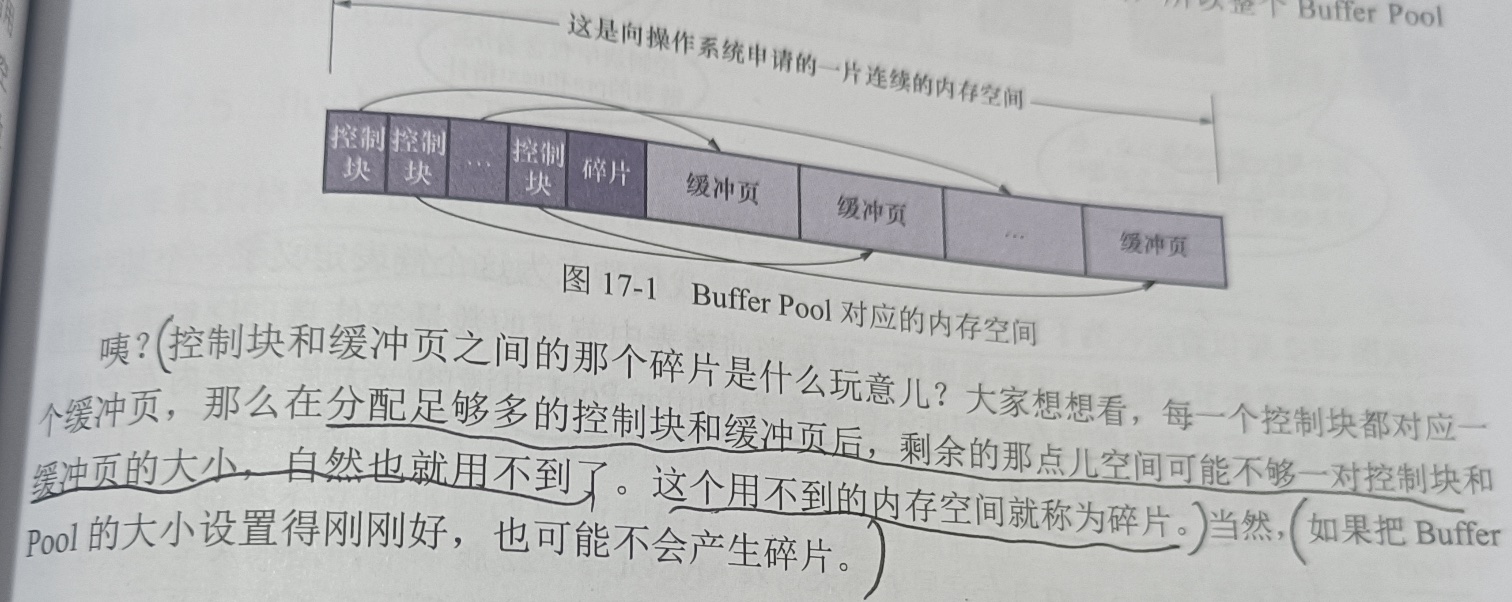 整个 Buffer Pool
这是向操作系统申请的一片连续的内存空间
控制块 控制块 … 控制块 碎片 缓冲页 缓冲页 … 缓冲页
图 17-1 Buffer Pool 对应的内存空间
咦？控制块和缓冲页之间的那个碎片是什么玩意儿？大家想想看，每一个控制块都对应一
个缓冲页，那么在分配足够多的控制块和缓冲页后，剩余的那点儿空间可能不够一对控制块和
缓冲页的大小，自然也就用不到了。这个用不到的内存空间就称为碎片。当然，如果把 Buffer
Pool 的大小设置得刚刚好，也可能不会产生碎片。